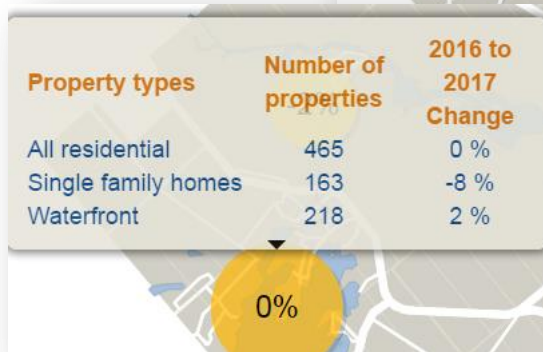 Property types Number of properties 2016 to 2017 Change
All residential 465 0 %
Single family homes 163 -8 %
Waterfront 218 2 %
0%